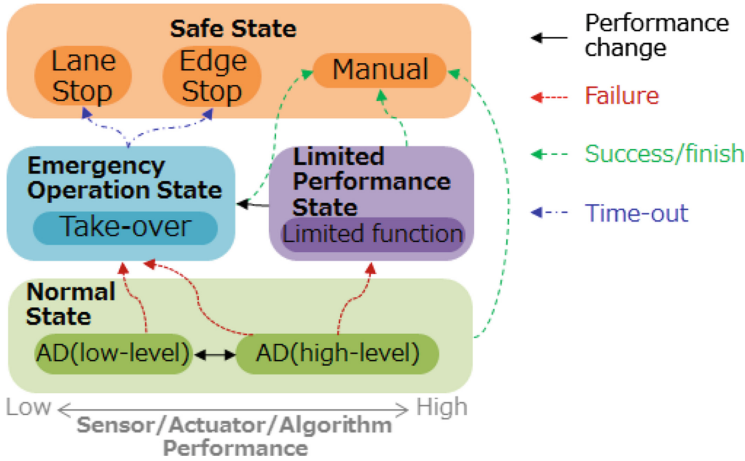 Safe State
Lane
Stop
Edge
Stop
Manual
Emergency
Operation State
Take-over
Limited
Performance
State
Limited function
Normal
State
AD(low-level)
AD(high-level)
Low
High
Sensor/Actuator/Algorithm
Performance
Performance
change
Failure
Success/finish
Time-out